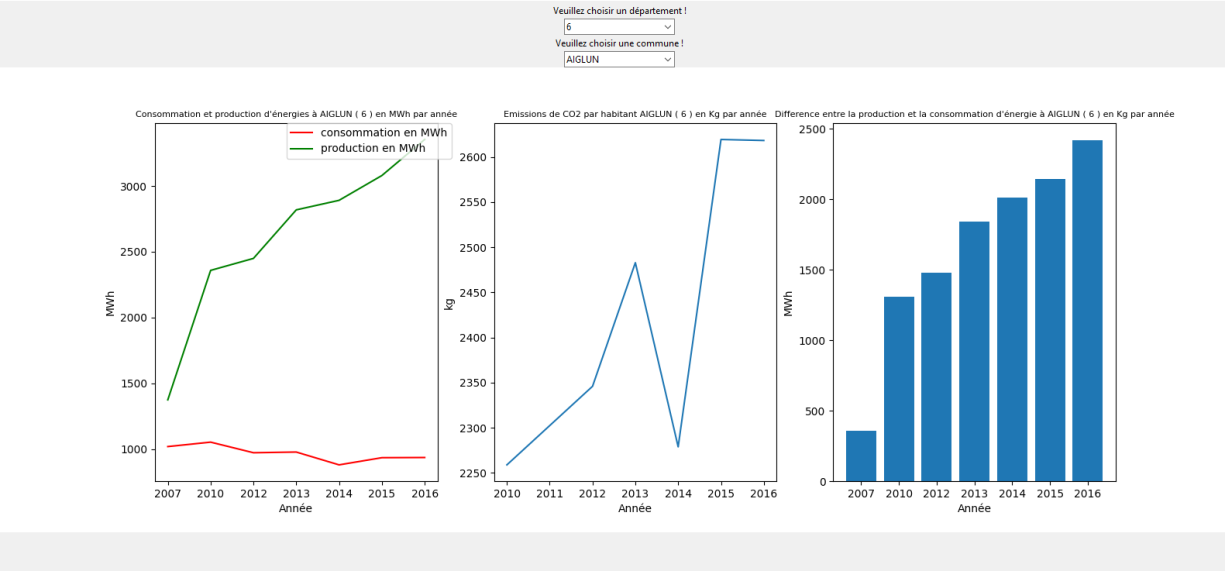 Veuillez choisir un département !
6
Veuillez choisir une commune !
AIGLUN
Consommation et production d'énergies à AIGLUN ( 6 ) en MWh par année
consommation en MWh
production en MWh
3000
2500
2000
1500
1000
MWh
2007 2010 2012 2013 2014 2015 2016
Année
Emissions de CO2 par habitant AIGLUN ( 6 ) en Kg par année
2600
2550
2500
2450
2400
2350
2300
2250
kg
2010 2011 2012 2013 2014 2015 2016
Année
Difference entre la production et la consommation d'énergie à AIGLUN ( 6 ) en Kg par année
2500
2000
1500
1000
500
0
MWh
2007 2010 2012 2013 2014 2015 2016
Année